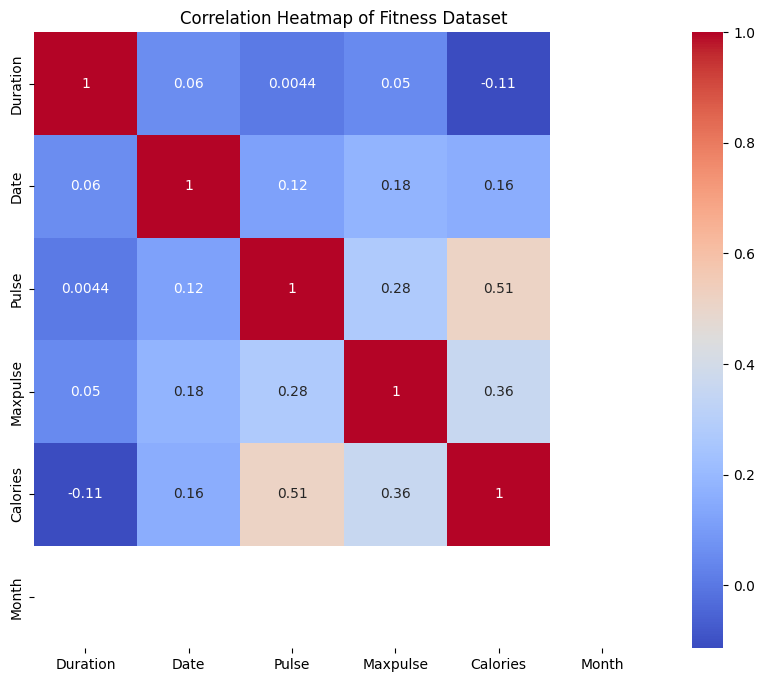 Correlation Heatmap of Fitness Dataset
Duration 1 0.06 0.0044 0.05 -0.11
Date 0.06 1 0.12 0.18 0.16
Pulse 0.0044 0.12 1 0.28 0.51
Maxpulse 0.05 0.18 0.28 1 0.36
Calories -0.11 0.16 0.51 0.36 1
Month
Duration Date Pulse Maxpulse Calories Month
1.0
0.8
0.6
0.4
0.2
0.0